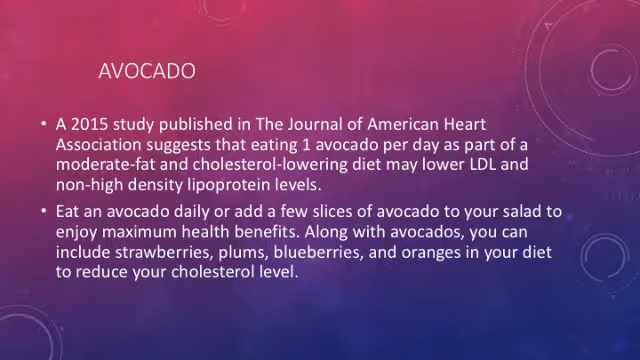 AVOCADO
• A 2015 study published in The Journal of American Heart
Association suggests that eating 1 avocado per day as part of a
moderate-fat and cholesterol-lowering diet may lower LDL and
non-high density lipoprotein levels.
• Eat an avocado daily or add a few slices of avocado to your salad to
enjoy maximum health benefits. Along with avocados, you can
include strawberries, plums, blueberries, and oranges in your diet
to reduce your cholesterol level.